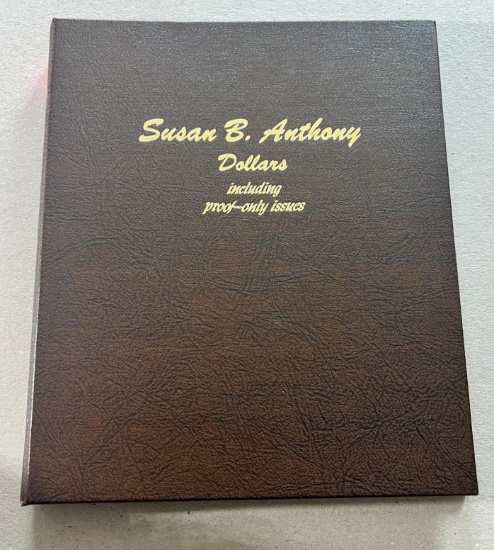 Susan B. Anthony
Dollars
including
proof-only issues